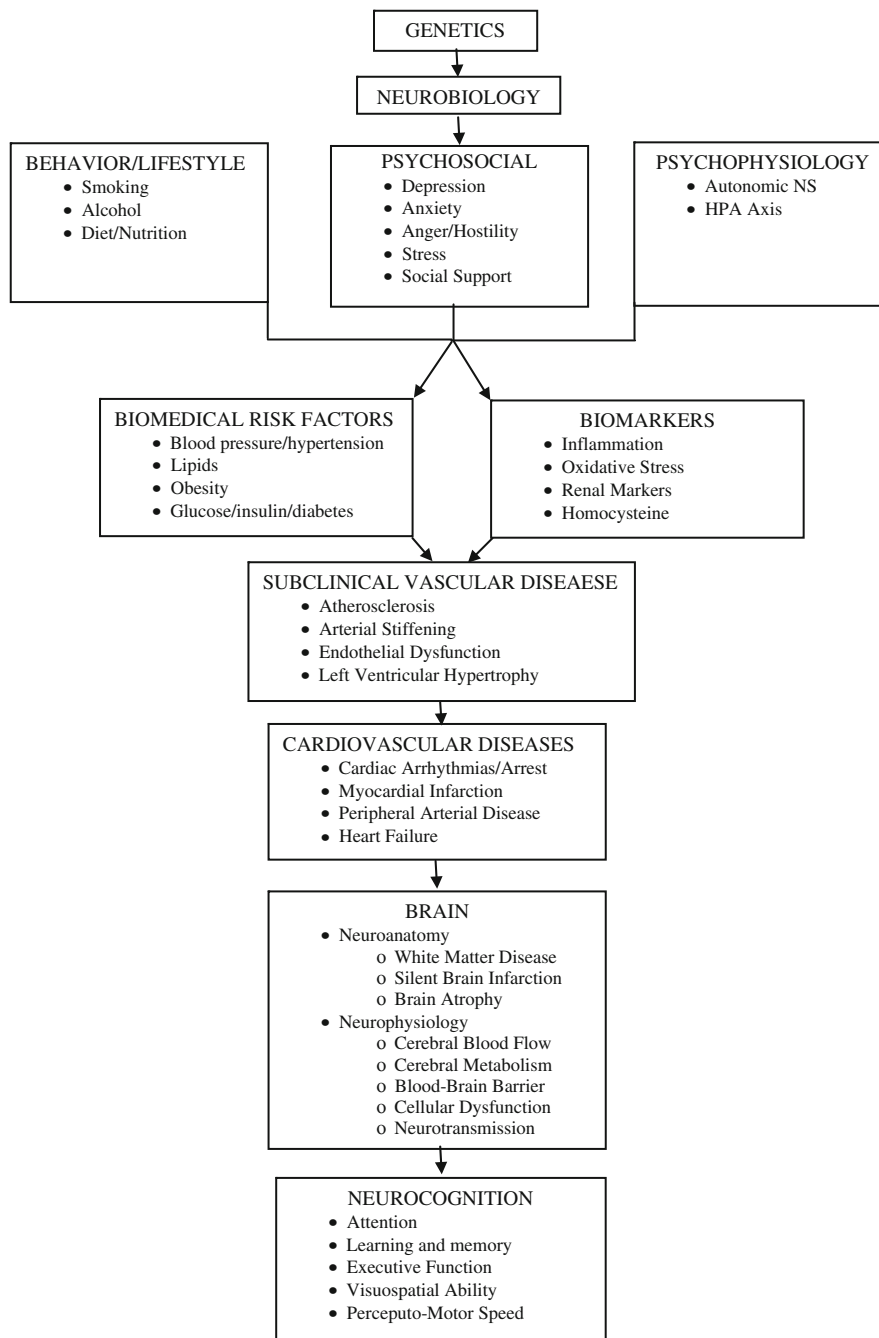 GENETICS
NEUROBIOLOGY
BEHAVIOR/LIFESTYLE
• Smoking
• Alcohol
• Diet/Nutrition
PSYCHOSOCIAL
• Depression
• Anxiety
• Anger/Hostility
• Stress
• Social Support
PSYCHOPHYSIOLOGY
• Autonomic NS
• HPA Axis
BIOMEDICAL RISK FACTORS
• Blood pressure/hypertension
• Lipids
• Obesity
• Glucose/insulin/diabetes
BIOMARKERS
• Inflammation
• Oxidative Stress
• Renal Markers
• Homocysteine
SUBCLINICAL VASCULAR DISEAESE
• Atherosclerosis
• Arterial Stiffening
• Endothelial Dysfunction
• Left Ventricular Hypertrophy
CARDIOVASCULAR DISEASES
• Cardiac Arrhythmias/Arrest
• Myocardial Infarction
• Peripheral Arterial Disease
• Heart Failure
BRAIN
• Neuroanatomy
o White Matter Disease
o Silent Brain Infarction
o Brain Atrophy
• Neurophysiology
o Cerebral Blood Flow
o Cerebral Metabolism
o Blood-Brain Barrier
o Cellular Dysfunction
o Neurotransmission
NEUROCOGNITION
• Attention
• Learning and memory
• Executive Function
• Visuospatial Ability
• Perceputo-Motor Speed